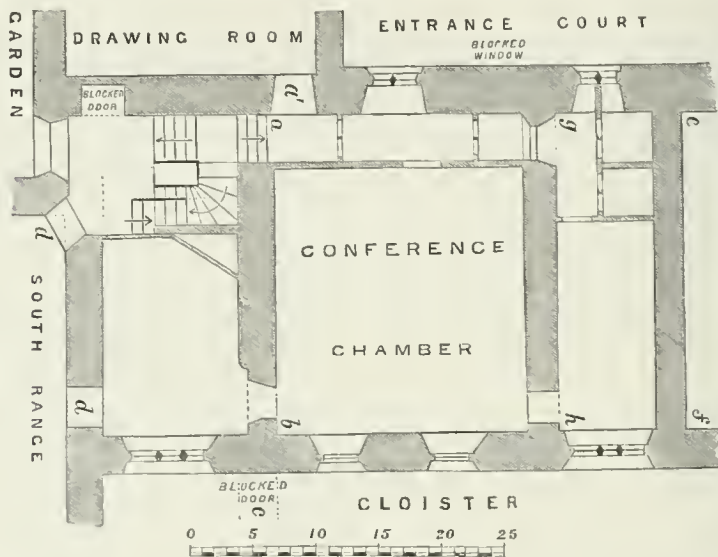 DRAWING ROOM
ENTRANCE COURT
BLOCKED
WINDOW
GARDEN
BLOCKED
DOOR
a'
a
g
e
d
CONFERENCE
CHAMBER
SOUTH RANGE
d
b
h
f
BLOCKED
DOOR
c
CLOISTER
0 5 10 15 20 25